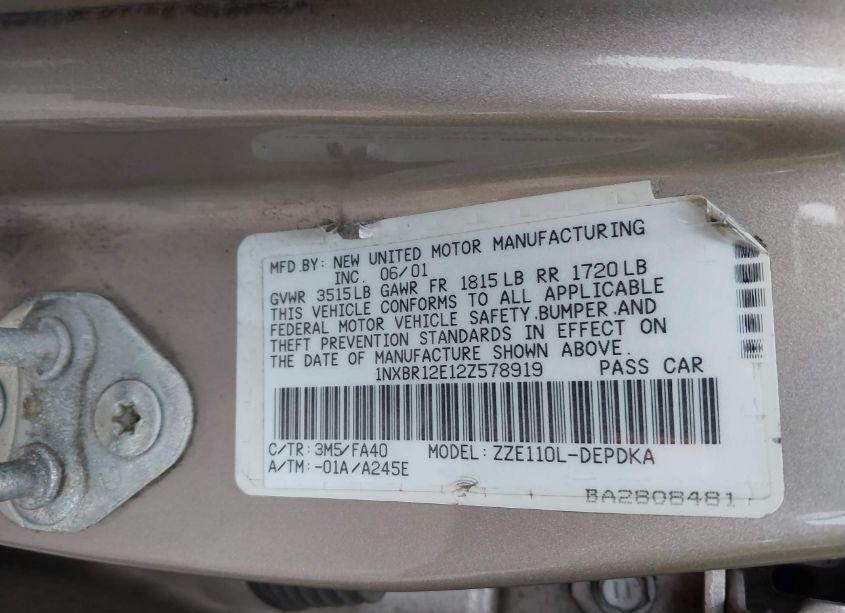 MFD.BY: NEW UNITED MOTOR MANUFACTURING
INC. 06/01
GVWR 3515LB GAWR FR 1815LB RR 1720LB
THIS VEHICLE CONFORMS TO ALL APPLICABLE
FEDERAL MOTOR VEHICLE SAFETY,BUMPER,AND
THEFT PREVENTION STANDARDS IN EFFECT ON
THE DATE OF MANUFACTURE SHOWN ABOVE.
1NXBR12E12Z578919 PASS CAR
C/TR: 3M5/FA40 MODEL: ZZE110L-DEPDKA
A/TM: -01A/A245E
BA2808481